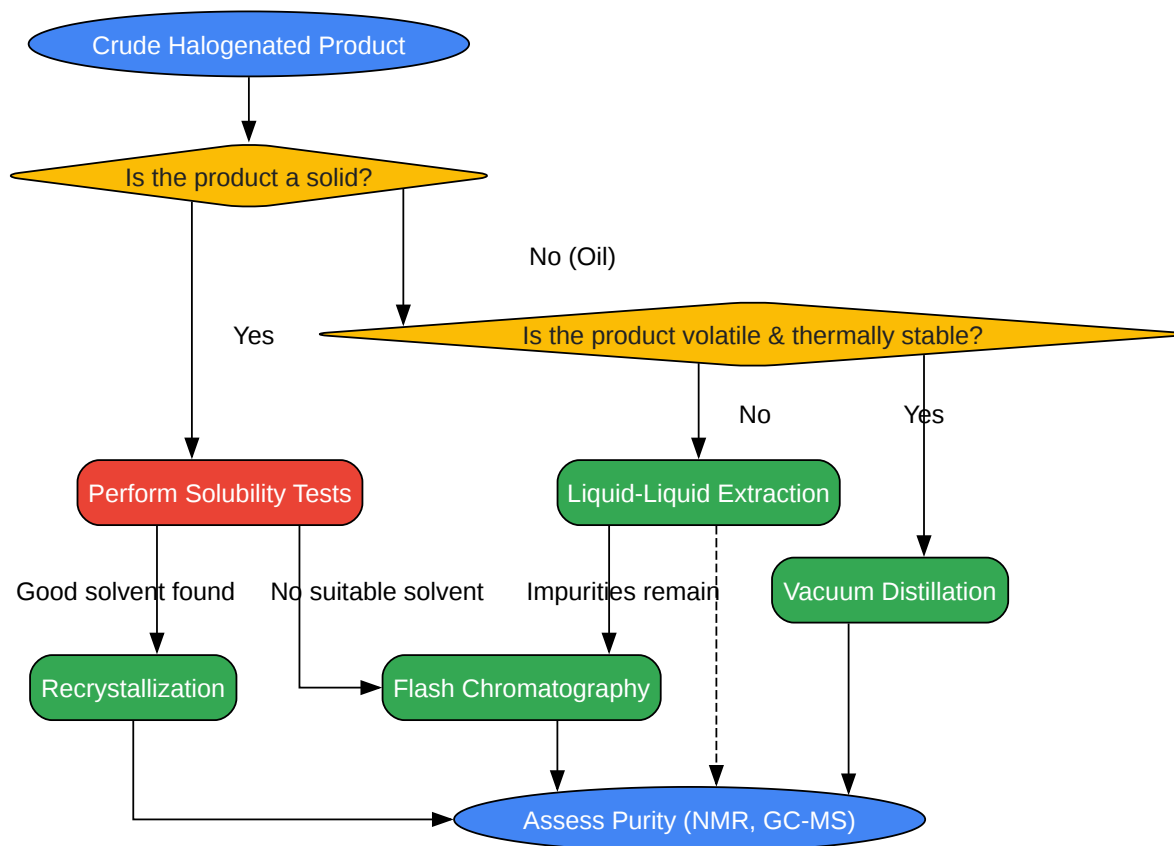 Crude Halogenated Product
Is the product a solid?
No (Oil)
Yes
Is the product volatile & thermally stable?
No
Yes
Perform Solubility Tests
Liquid-Liquid Extraction
Good solvent found
No suitable solvent
Impurities remain
Vacuum Distillation
Recrystallization
Flash Chromatography
Assess Purity (NMR, GC-MS)